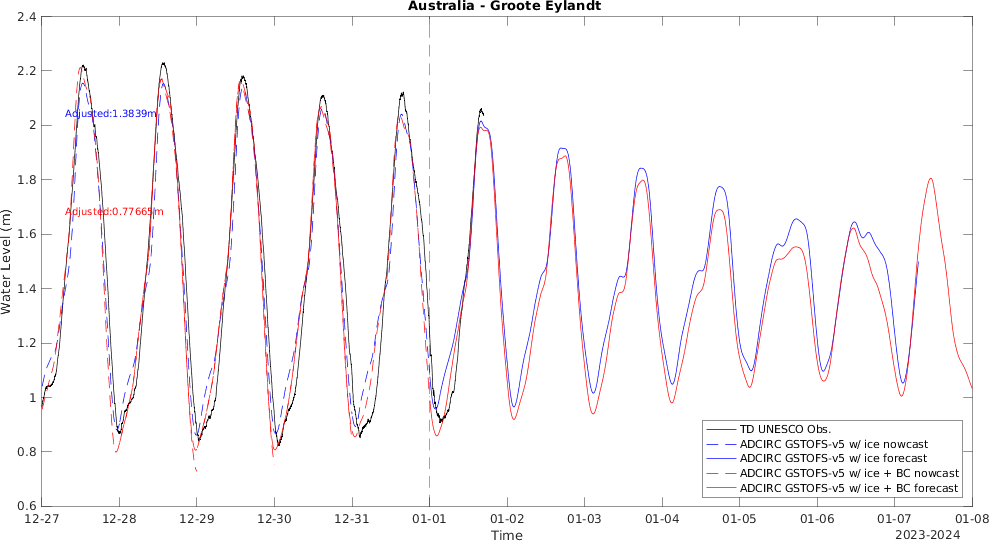 Australia - Groote Eylandt
2.4
2.2
2
1.8
1.6
1.4
1.2
1
0.8
0.6
Water Level (m)
Adjusted:1.3839m
Adjusted:0.77665m
TD UNESCO Obs.
ADCIRC GSTOFS-v5 w/ ice nowcast
ADCIRC GSTOFS-v5 w/ ice forecast
ADCIRC GSTOFS-v5 w/ ice + BC nowcast
ADCIRC GSTOFS-v5 w/ ice + BC forecast
12-27 12-28 12-29 12-30 12-31 01-01 01-02 01-03 01-04 01-05 01-06 01-07 01-08
Time
2023-2024